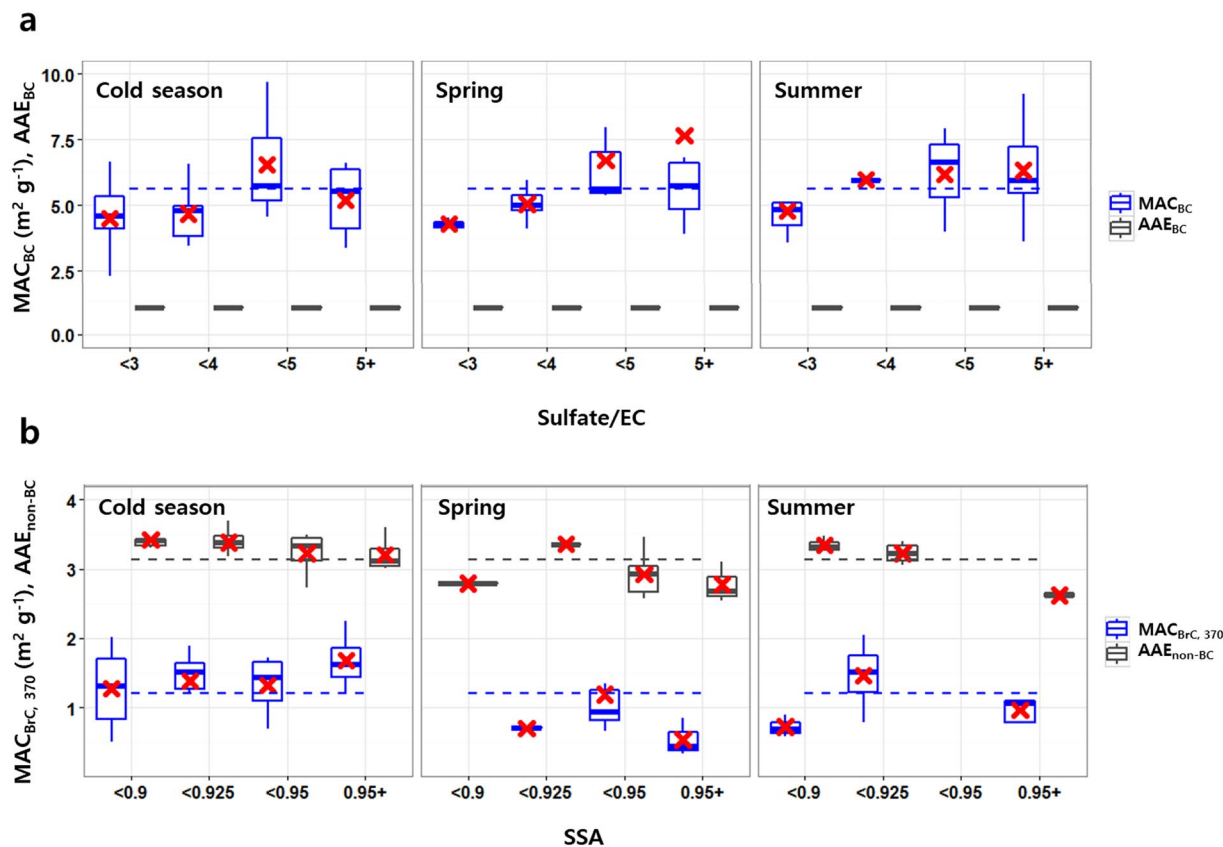 a
MAC_BC (m² g⁻¹), AAE_BC
10.0
7.5
5.0
2.5
0.0
Cold season
Spring
Summer
<3 <4 <5 5+
<3 <4 <5 5+
<3 <4 <5 5+
MAC_BC
AAE_BC
Sulfate/EC
b
MAC_BrC, 370 (m² g⁻¹), AAE_non-BC
4
3
2
1
Cold season
Spring
Summer
<0.9 <0.925 <0.95 0.95+
<0.9 <0.925 <0.95 0.95+
<0.9 <0.925 <0.95 0.95+
MAC_BrC, 370
AAE_non-BC
SSA